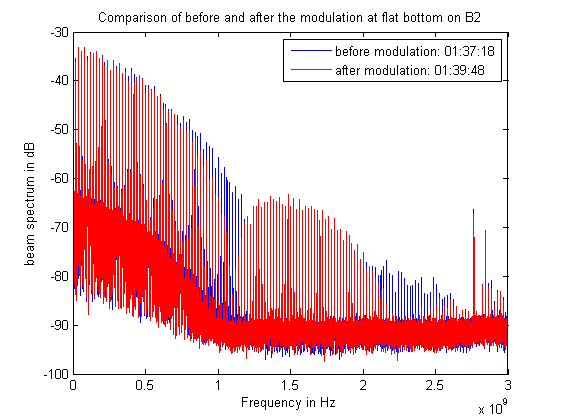 Comparison of before and after the modulation at flat bottom on B2
before modulation: 01:37:18
after modulation: 01:39:48
beam spectrum in dB
-30
-40
-50
-60
-70
-80
-90
-100
0 0.5 1 1.5 2 2.5 3
Frequency in Hz
x 10^9